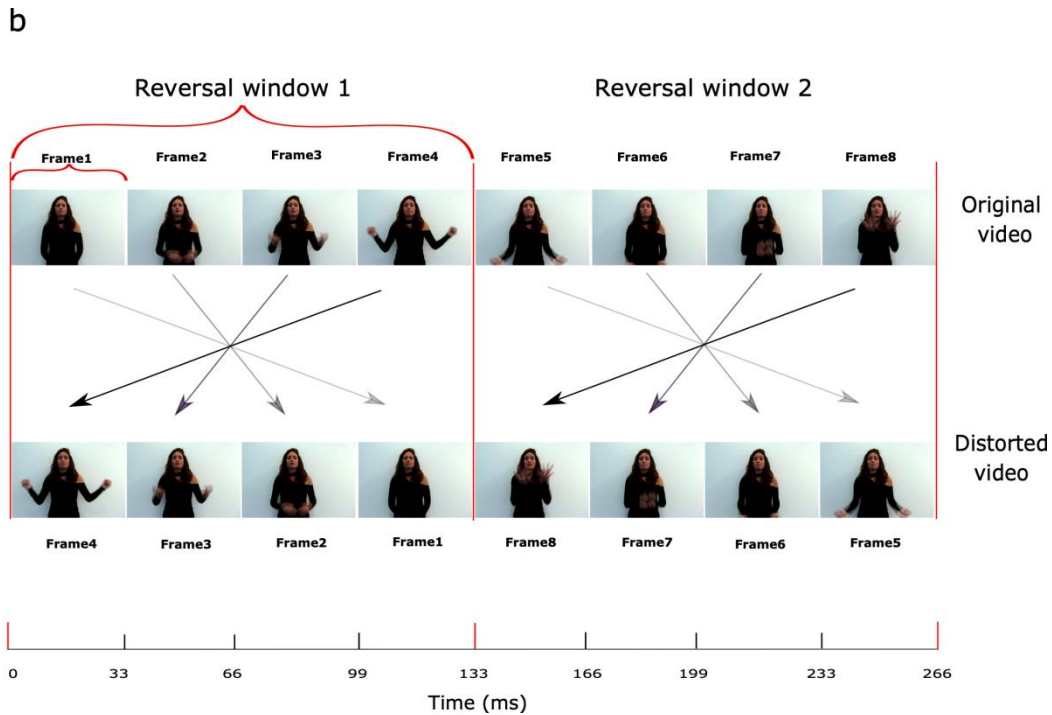 b
Reversal window 1
Reversal window 2
Frame1 Frame2 Frame3 Frame4 Frame5 Frame6 Frame7 Frame8
Original
video
Distorted
video
Frame4 Frame3 Frame2 Frame1 Frame8 Frame7 Frame6 Frame5
0 33 66 99 133 166 199 233 266
Time (ms)